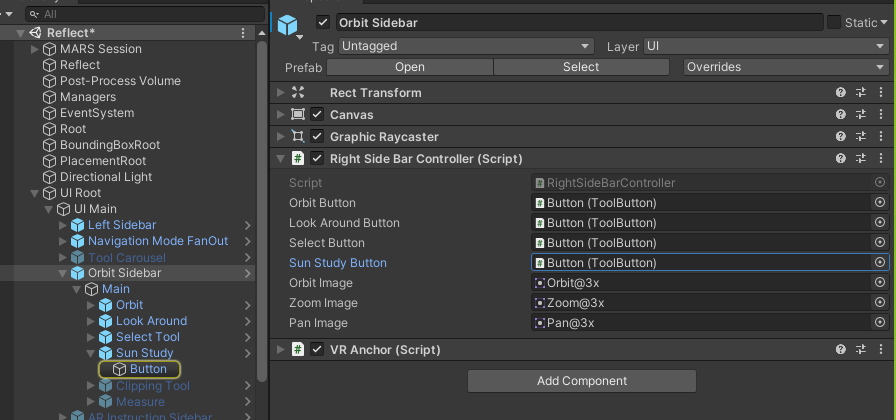 All
Reflect*
MARS Session
Reflect
Post-Process Volume
Managers
EventSystem
Root
BoundingBoxRoot
PlacementRoot
Directional Light
UI Root
UI Main
Left Sidebar
Navigation Mode FanOut
Tool Carousel
Orbit Sidebar
Main
Orbit
Look Around
Select Tool
Sun Study
Button
Clipping Tool
Measure
AR Instruction Sidebar
Orbit Sidebar Static
Tag Untagged Layer UI
Prefab Open Select Overrides
Rect Transform
Canvas
Graphic Raycaster
# Right Side Bar Controller (Script)
Script # RightSideBarController
Orbit Button # Button (ToolButton)
Look Around Button # Button (ToolButton)
Select Button # Button (ToolButton)
Sun Study Button # Button (ToolButton)
Orbit Image Orbit@3x
Zoom Image Zoom@3x
Pan Image Pan@3x
# VR Anchor (Script)
Add Component